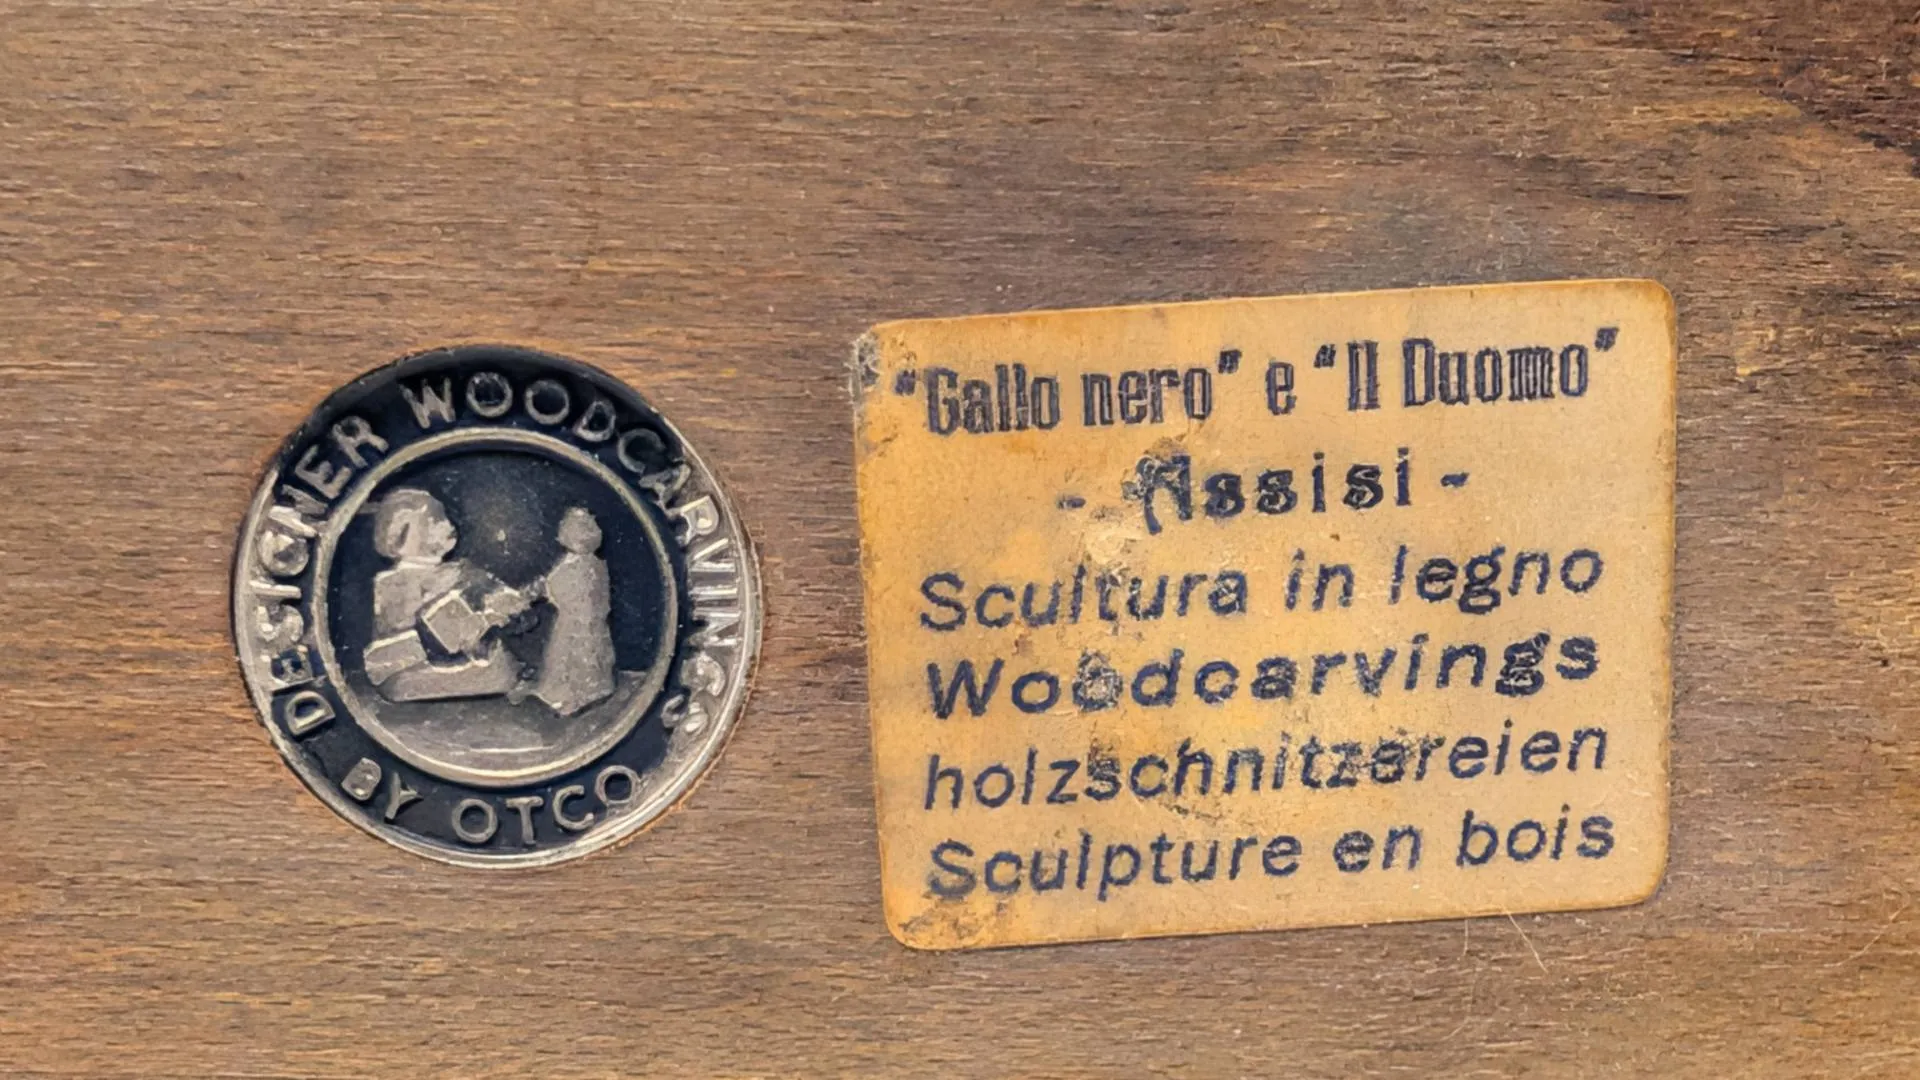 DESIGNER WOODCARVINGS
BY OTCO
"Gallo nero" e "Il Duomo"
- Assisi -
Scultura in legno
Woodcarvings
holzschnitzereien
Sculpture en bois